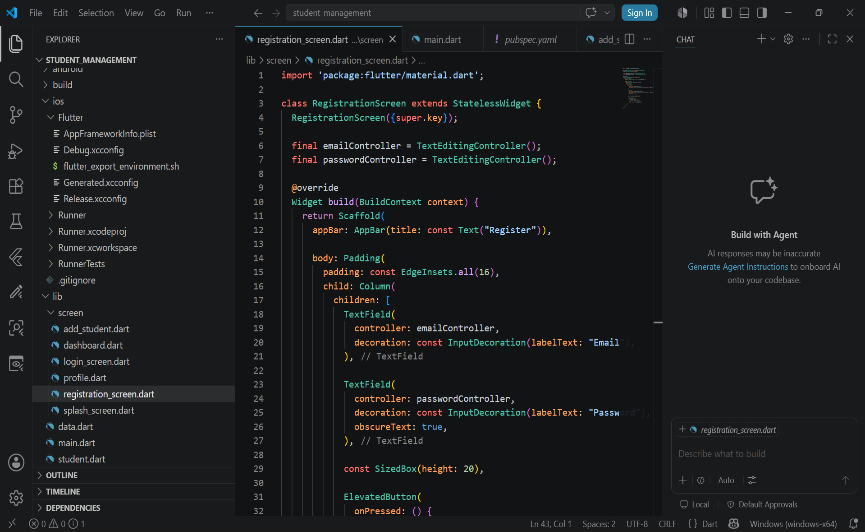 File Edit Selection View Go Run ···
student management
Sign In
EXPLORER ···
STUDENT_MANAGEMENT
android
build
ios
Flutter
AppFrameworkInfo.plist
Debug.xcconfig
$ flutter_export_environment.sh
Generated.xcconfig
Release.xcconfig
Runner
Runner.xcodeproj
Runner.xcworkspace
RunnerTests
.gitignore
lib
screen
add_student.dart
dashboard.dart
login_screen.dart
profile.dart
registration_screen.dart
splash_screen.dart
data.dart
main.dart
student.dart
OUTLINE
TIMELINE
DEPENDENCIES
registration_screen.dart ...\screen
main.dart
! pubspec.yaml
add_s
···
lib > screen > registration_screen.dart > ...
1 import 'package:flutter/material.dart';
2
3 class RegistrationScreen extends StatelessWidget {
4 RegistrationScreen({super.key});
5
6 final emailController = TextEditingController();
7 final passwordController = TextEditingController();
8
9 @override
10 Widget build(BuildContext context) {
11 return Scaffold(
12 appBar: AppBar(title: const Text("Register")),
13
14 body: Padding(
15 padding: const EdgeInsets.all(16),
16 child: Column(
17 children: [
18 TextField(
19 controller: emailController,
20 decoration: const InputDecoration(labelText: "Email"),
21 ), // TextField
22
23 TextField(
24 controller: passwordController,
25 decoration: const InputDecoration(labelText: "Password"),
26 obscureText: true,
27 ), // TextField
28
29 const SizedBox(height: 20),
30
31 ElevatedButton(
32 onPressed: () {
CHAT
Build with Agent
AI responses may be inaccurate
Generate Agent Instructions to onboard AI
onto your codebase.
+ registration_screen.dart
Describe what to build
Auto
Local
Default Approvals
0 0 1
Ln 43, Col 1
Spaces: 2
UTF-8
CRLF
{ } Dart
Windows (windows-x64)